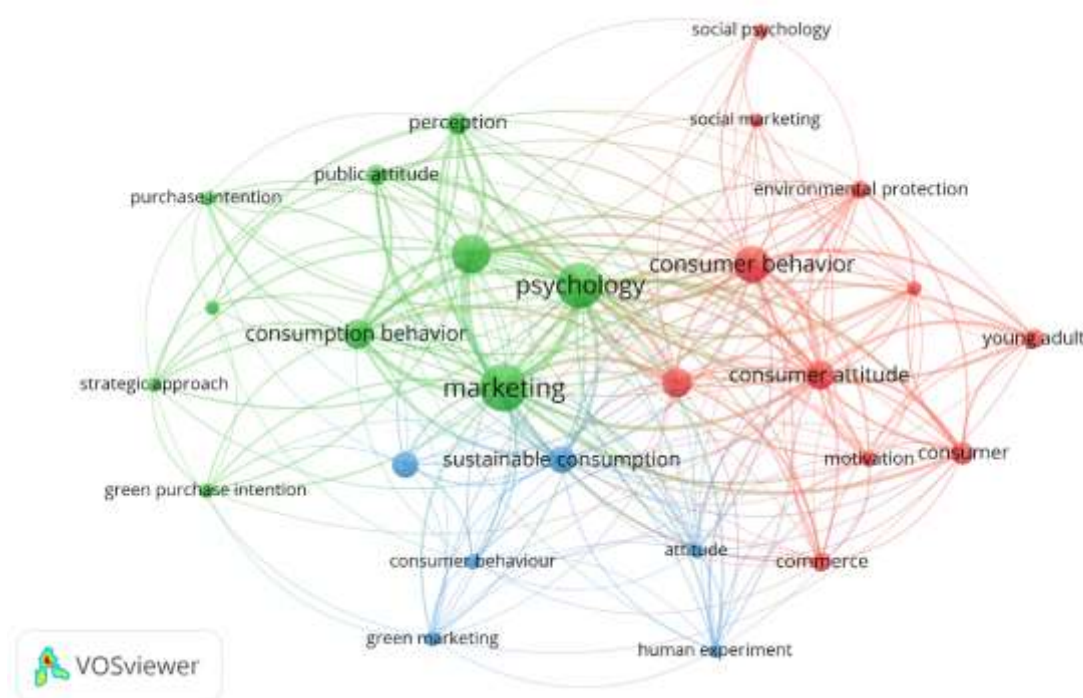 social psychology
social marketing
perception
public attitude
environmental protection
purchase intention
consumer behavior
psychology
consumption behavior
young adult
consumer attitude
strategic approach
marketing
consumer
motivation
sustainable consumption
green purchase intention
attitude
consumer behaviour
commerce
green marketing
human experiment
VOSviewer